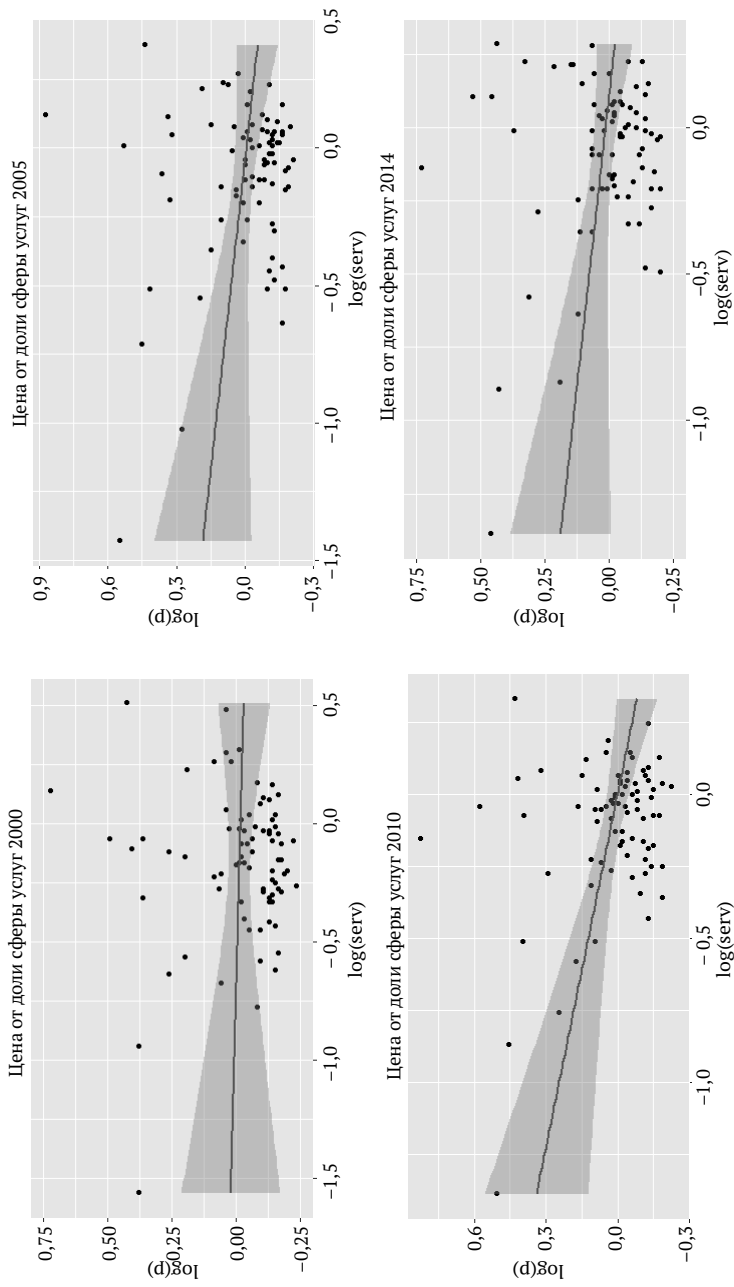 Цена от доли сферы услуг 2000
0,75
0,50
0,25
0,00
−0,25
log(p)
−1,5 −1,0 −0,5 0,0 0,5
log(serv)
Цена от доли сферы услуг 2005
0,9
0,6
0,3
0,0
−0,3
log(p)
−1,5 −1,0 −0,5 0,0 0,5
log(serv)
Цена от доли сферы услуг 2010
0,6
0,3
0,0
−0,3
log(p)
−1,0 −0,5 0,0
log(serv)
Цена от доли сферы услуг 2014
0,75
0,50
0,25
0,00
−0,25
log(p)
−1,0 −0,5 0,0
log(serv)